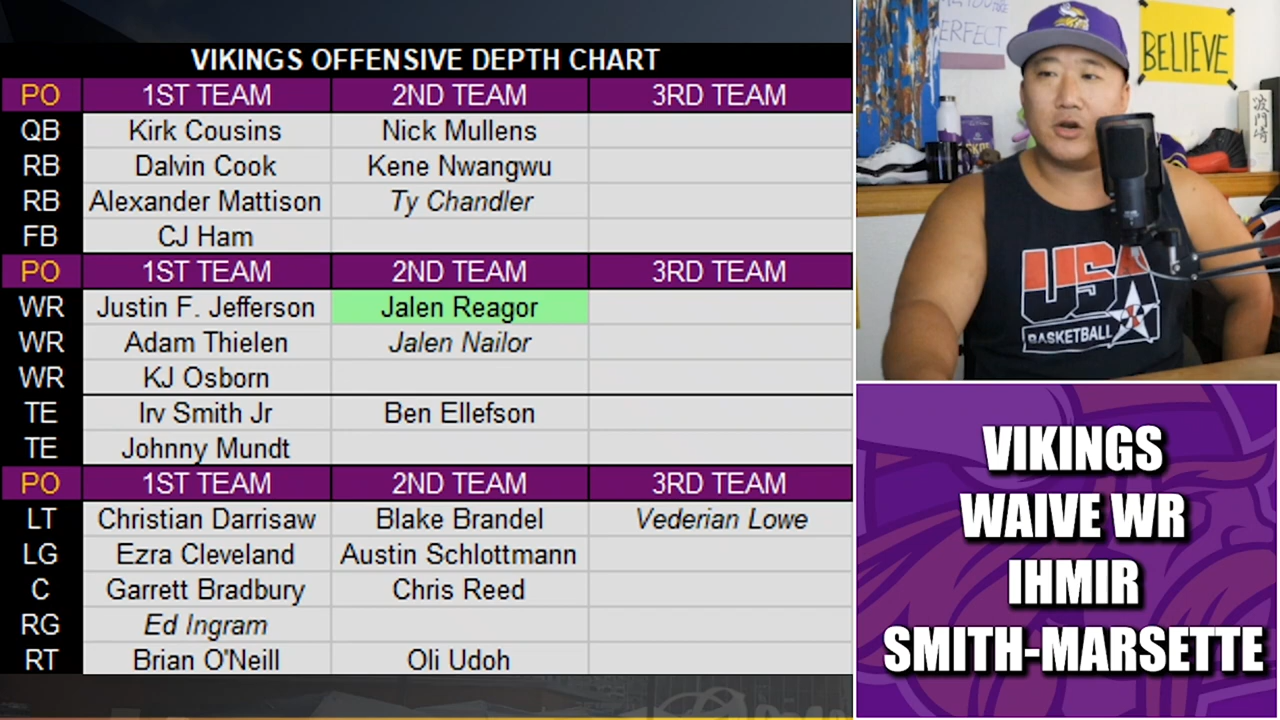 VIKINGS OFFENSIVE DEPTH CHART
PO 1ST TEAM 2ND TEAM 3RD TEAM
QB Kirk Cousins Nick Mullens
RB Dalvin Cook Kene Nwangwu
RB Alexander Mattison Ty Chandler
FB CJ Ham
PO 1ST TEAM 2ND TEAM 3RD TEAM
WR Justin F. Jefferson Jalen Reagor
WR Adam Thielen Jalen Nailor
WR KJ Osborn
TE Irv Smith Jr Ben Ellefson
TE Johnny Mundt
PO 1ST TEAM 2ND TEAM 3RD TEAM
LT Christian Darrisaw Blake Brandel Vederian Lowe
LG Ezra Cleveland Austin Schlottmann
C Garrett Bradbury Chris Reed
RG Ed Ingram
RT Brian O'Neill Oli Udoh
BELIEVE
USA
BASKETBALL
VIKINGS
WAIVE WR
IHMIR
SMITH-MARSETTE